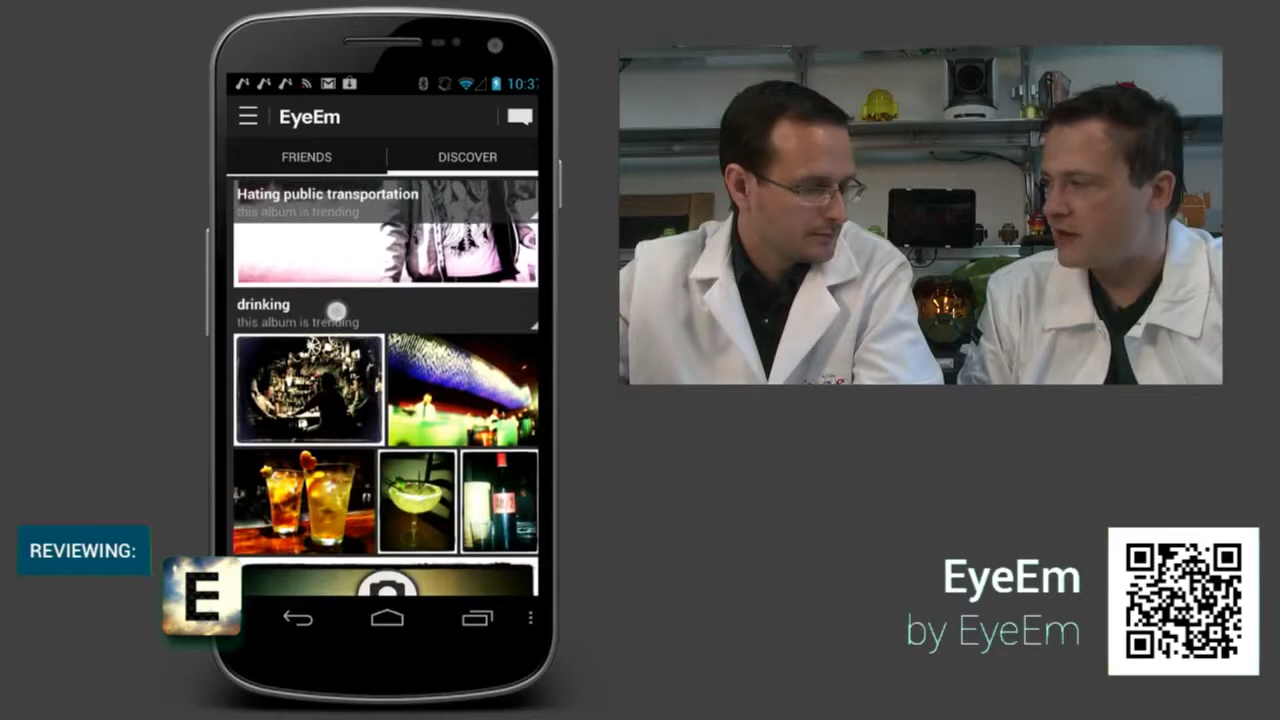 10:37
EyeEm
FRIENDS
DISCOVER
Hating public transportation
this album is trending
drinking
this album is trending
REVIEWING:
E
EyeEm
by EyeEm